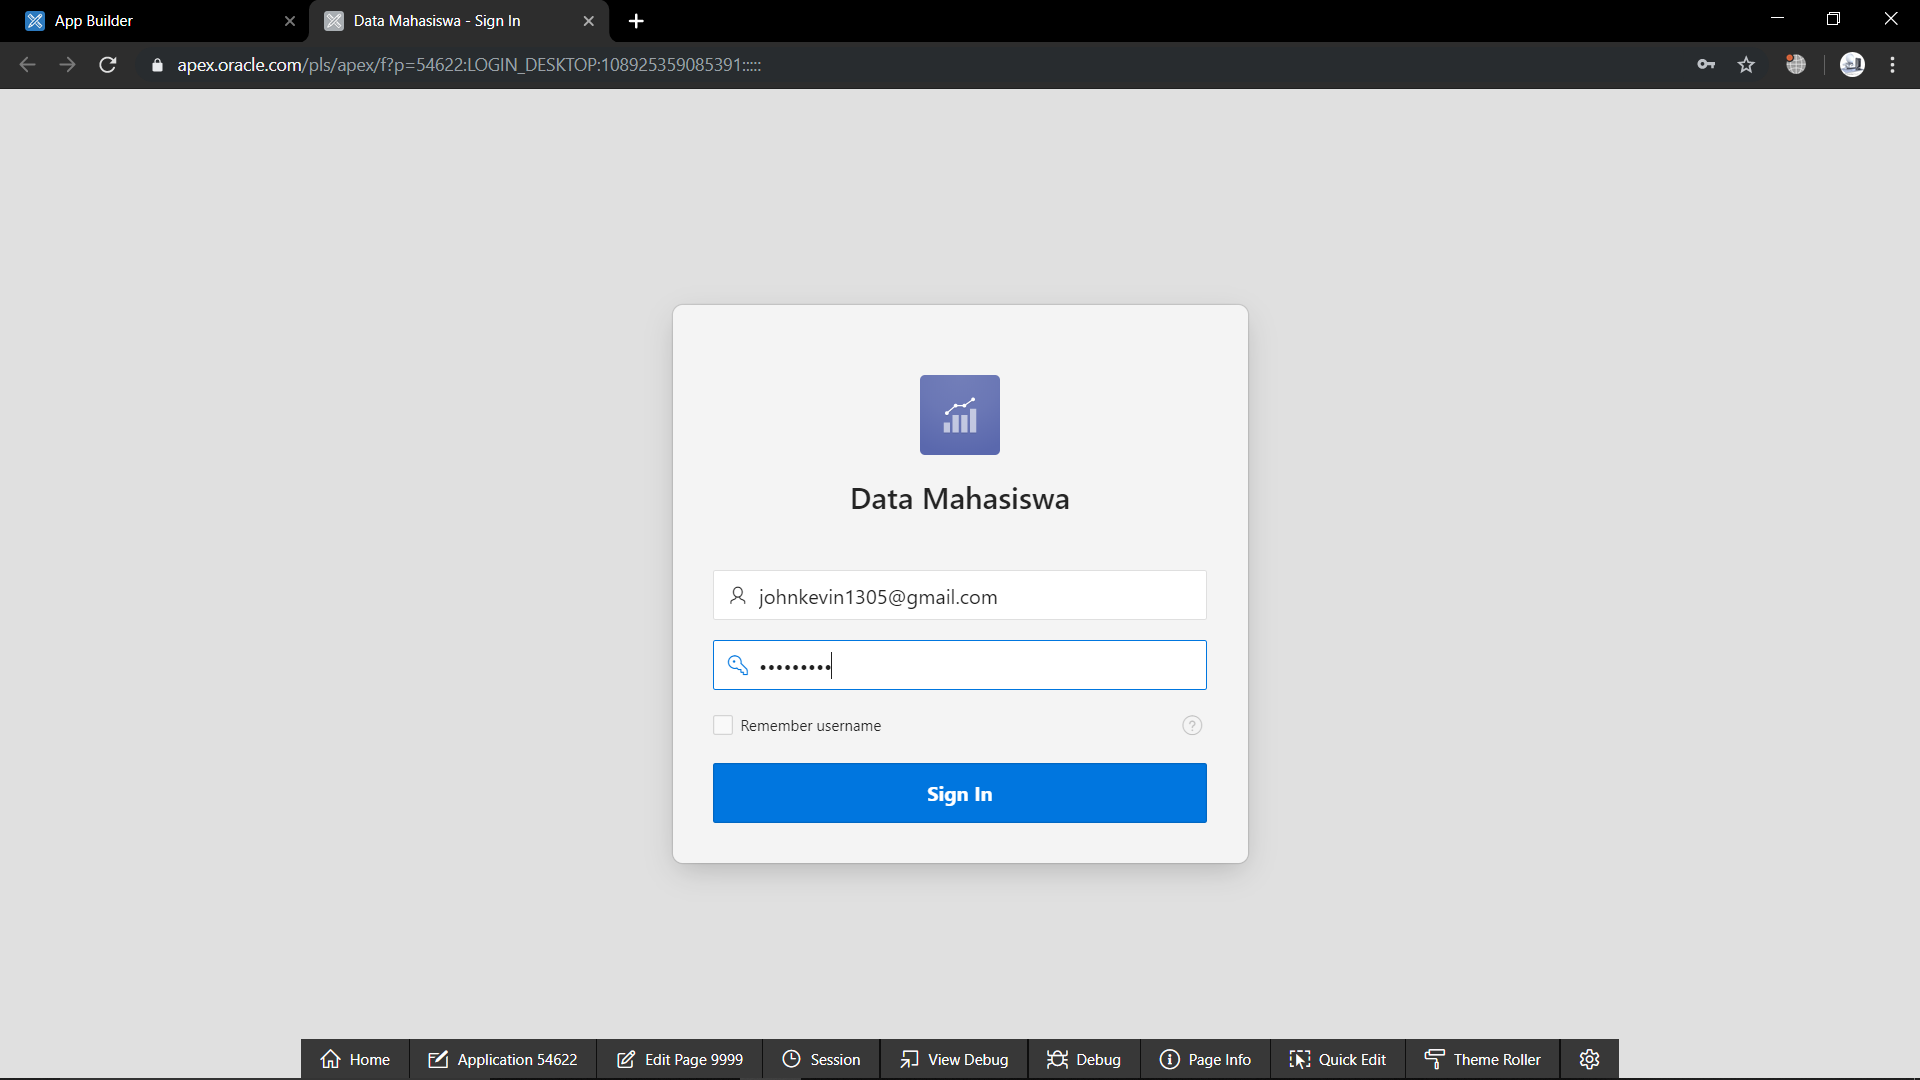 App Builder
Data Mahasiswa - Sign In
apex.oracle.com/pls/apex/f?p=54622:LOGIN_DESKTOP:108925359085391:::::
Data Mahasiswa
johnkevin1305@gmail.com
•••••••••
Remember username
?
Sign In
Home
Application 54622
Edit Page 9999
Session
View Debug
Debug
Page Info
Quick Edit
Theme Roller